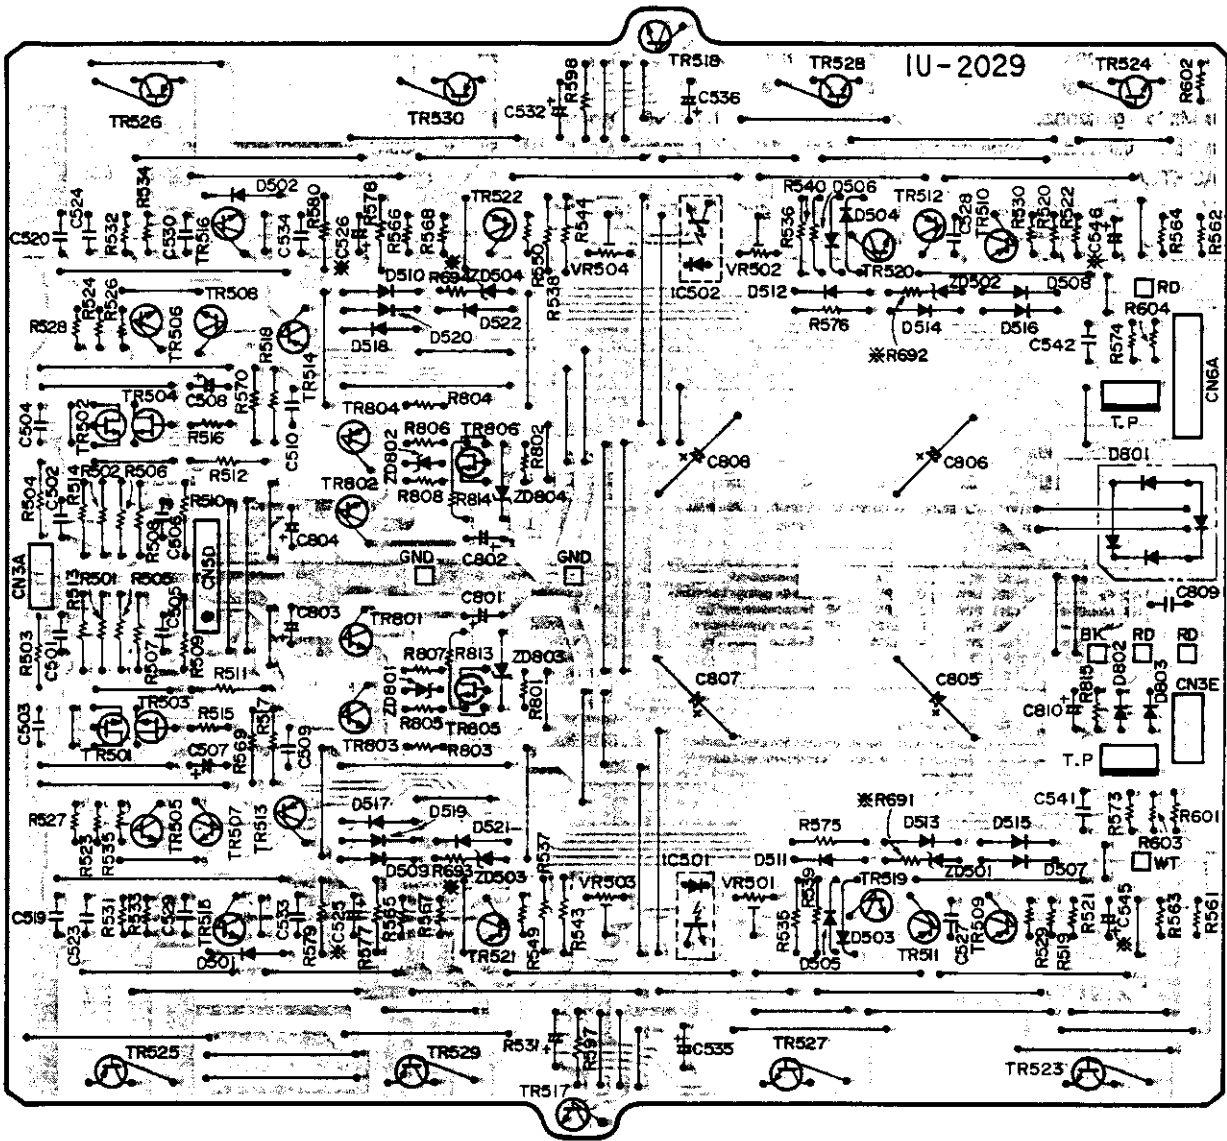 TR518
IU-2029
TR526
TR530
C532
R598
C536
TR528
TR524
R602
C520
C524
R532
R534
C530
TR516
D502
C534
R580
※C526
R578
R566
R568
TR522
R550
R544
VR504
IC502
VR502
R536
R540
D506
D504
TR520
TR512
C528
TR510
R530
R520
R522
※C546
R564
R562
R528
R524
R526
TR506
TR508
R518
TR514
D510
R694
※
ZD504
D518
D520
D522
R538
D512
R576
※R692
D514
ZD502
D516
D508
C542
R574
R604
RD
CN6A
T.P
C504
TR502
TR504
C508
R570
R516
C510
R512
TR804
R804
R806
TR806
ZD802
R808
R814
R802
ZD804
TR802
C808
C806
D801
R504
C502
R514
R502
R506
R510
R508
C506
CN5D
C804
C802
GND
GND
CN3A
R513
R501
R505
R507
C505
R509
R503
C501
C803
C801
TR801
R807
R813
ZD803
ZD801
R805
TR805
R801
TR803
R803
C807
C805
C809
BK
RD
RD
R815
D802
D803
CN3E
C810
T.P
C503
TR501
TR503
R511
R515
R517
C507
R569
C509
R527
R523
R535
TR505
TR507
TR513
D517
D519
D521
D509
R693
※
ZD503
R537
VR503
IC501
VR501
D511
R575
※R691
D513
D515
ZD501
D507
C541
R573
R601
R603
WT
C519
C523
R531
R533
C529
TR515
D501
C533
R579
※C525
R577
R565
R567
TR521
R549
R543
R535
R539
D505
D503
TR519
TR511
C527
TR509
R529
R519
R521
※C545
R563
R561
TR525
TR529
R531
R597
C535
TR527
TR523
TR517